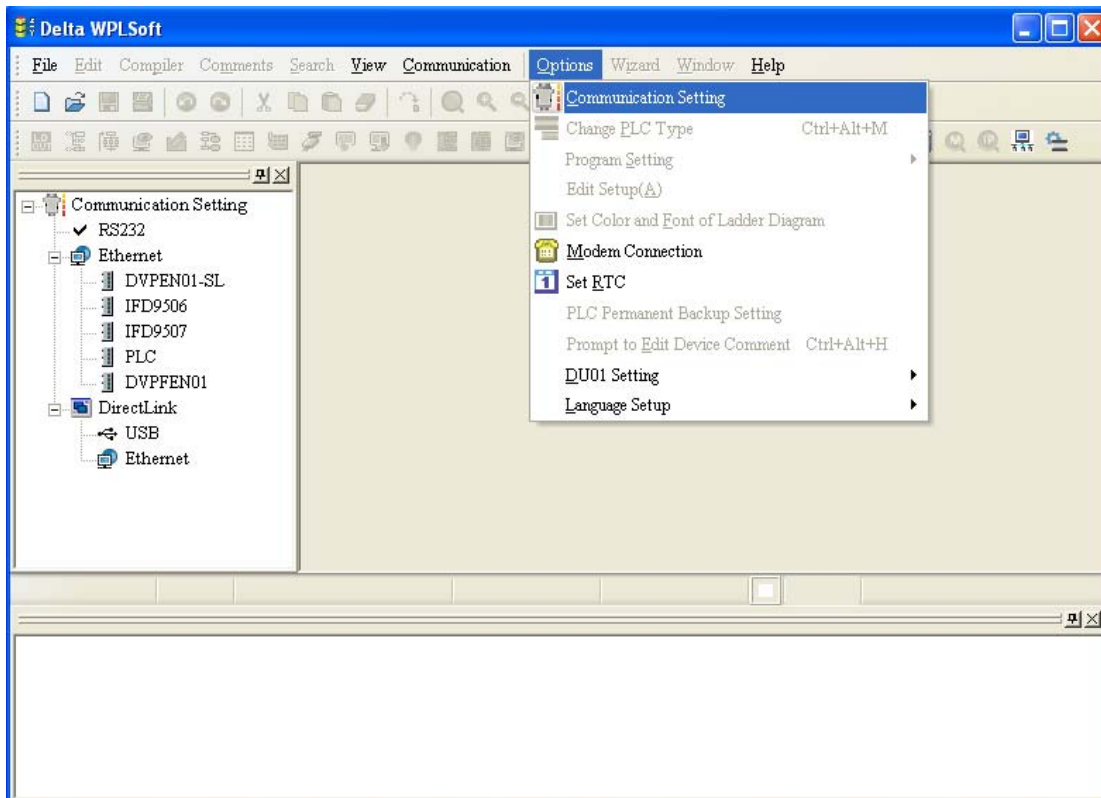 Delta WPLSoft
File Edit Compiler Comments Search View Communication Options Wizard Window Help
Communication Setting
Change PLC Type Ctrl+Alt+M
Program Setting
Edit Setup(A)
Set Color and Font of Ladder Diagram
Modem Connection
1 Set RTC
PLC Permanent Backup Setting
Prompt to Edit Device Comment Ctrl+Alt+H
DU01 Setting
Language Setup
Communication Setting
RS232
Ethernet
DVPEN01-SL
IFD9506
IFD9507
PLC
DVPFEN01
DirectLink
USB
Ethernet